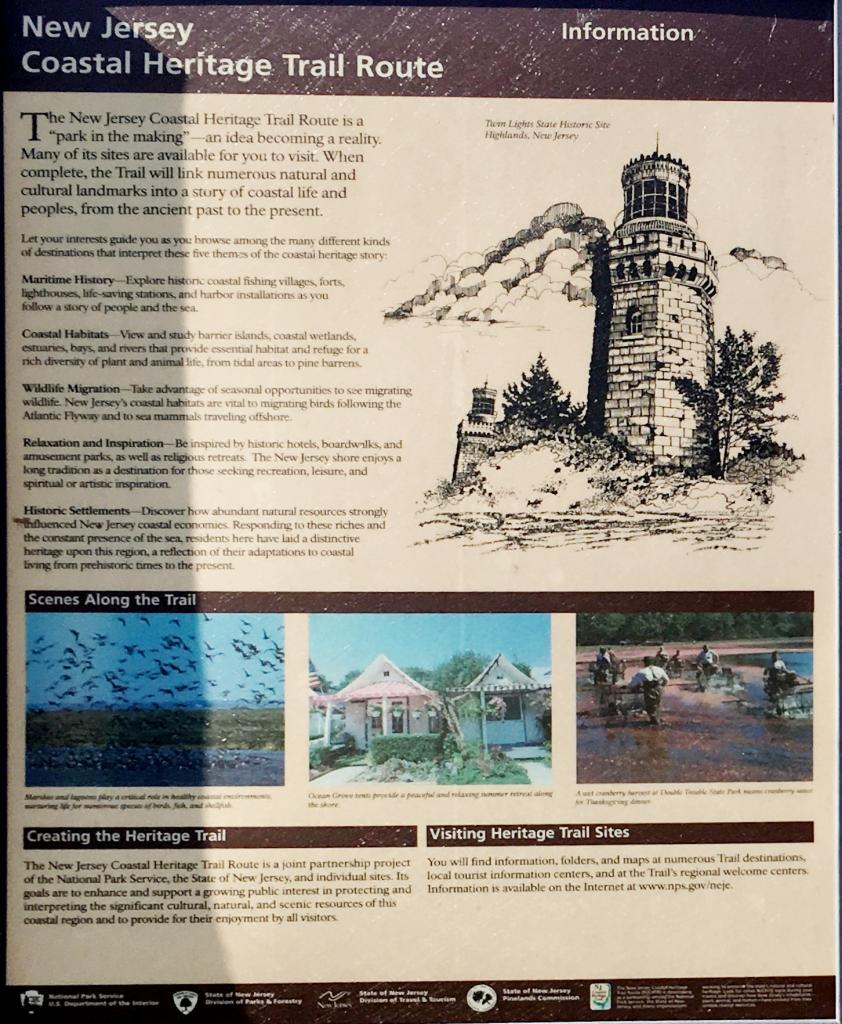 New Jersey
Coastal Heritage Trail Route
Information
The New Jersey Coastal Heritage Trail Route is a
"park in the making"—an idea becoming a reality.
Many of its sites are available for you to visit. When
complete, the Trail will link numerous natural and
cultural landmarks into a story of coastal life and
peoples, from the ancient past to the present.
Let your interests guide you as you browse among the many different kinds
of destinations that interpret these five themes of the coastal heritage story:
Maritime History—Explore historic coastal fishing villages, forts,
lighthouses, life-saving stations, and harbor installations as you
follow a story of people and the sea.
Coastal Habitats—View and study barrier islands, coastal wetlands,
estuaries, bays, and rivers that provide essential habitat and refuge for a
rich diversity of plant and animal life, from tidal areas to pine barrens.
Wildlife Migration—Take advantage of seasonal opportunities to see migrating
wildlife. New Jersey's coastal habitats are vital to migrating birds following the
Atlantic Flyway and to sea mammals traveling offshore.
Relaxation and Inspiration—Be inspired by historic hotels, boardwalks, and
amusement parks, as well as religious retreats. The New Jersey shore enjoys a
long tradition as a destination for those seeking recreation, leisure, and
spiritual or artistic inspiration.
Historic Settlements—Discover how abundant natural resources strongly
influenced New Jersey coastal economies. Responding to these riches and
the constant presence of the sea, residents here have laid a distinctive
heritage upon this region, a reflection of their adaptations to coastal
living from prehistoric times to the present.
Twin Lights State Historic Site
Highlands, New Jersey
Scenes Along the Trail
Marshes and lagoons play a critical role in healthy coastal environments,
nurturing life for numerous species of birds, fish, and shellfish.
Ocean Grove tents provide a peaceful and relaxing summer retreat along
the shore.
A wet cranberry harvest at Double Trouble State Park means cranberry sauce
for Thanksgiving dinner.
Creating the Heritage Trail
The New Jersey Coastal Heritage Trail Route is a joint partnership project
of the National Park Service, the State of New Jersey, and individual sites. Its
goals are to enhance and support a growing public interest in protecting and
interpreting the significant cultural, natural, and scenic resources of this
coastal region and to provide for their enjoyment by all visitors.
Visiting Heritage Trail Sites
You will find information, folders, and maps at numerous Trail destinations,
local tourist information centers, and at the Trail's regional welcome centers.
Information is available on the Internet at www.nps.gov/neje.
National Park Service
U.S. Department of the Interior
State of New Jersey
Division of Parks & Forestry
New Jersey
State of New Jersey
Division of Travel & Tourism
State of New Jersey
Pinelands Commission